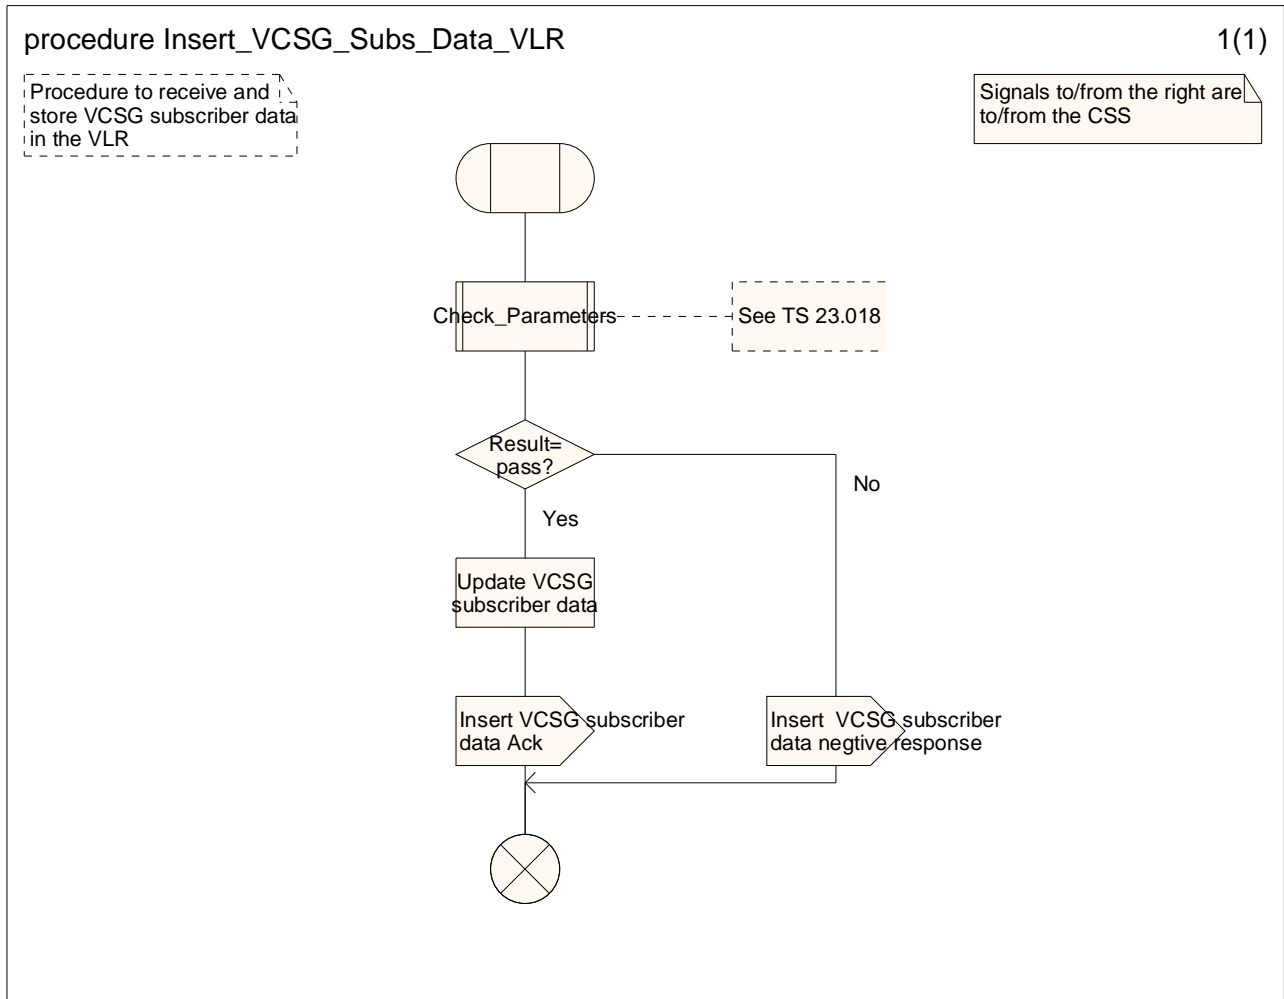 procedure Insert_VCSG_Subs_Data_VLR
1(1)
Procedure to receive and
store VCSG subscriber data
in the VLR
Signals to/from the right are
to/from the CSS
Check_Parameters
See TS 23.018
Result=
pass?
No
Yes
Update VCSG
subscriber data
Insert VCSG subscriber
data Ack
Insert  VCSG subscriber
data negtive response